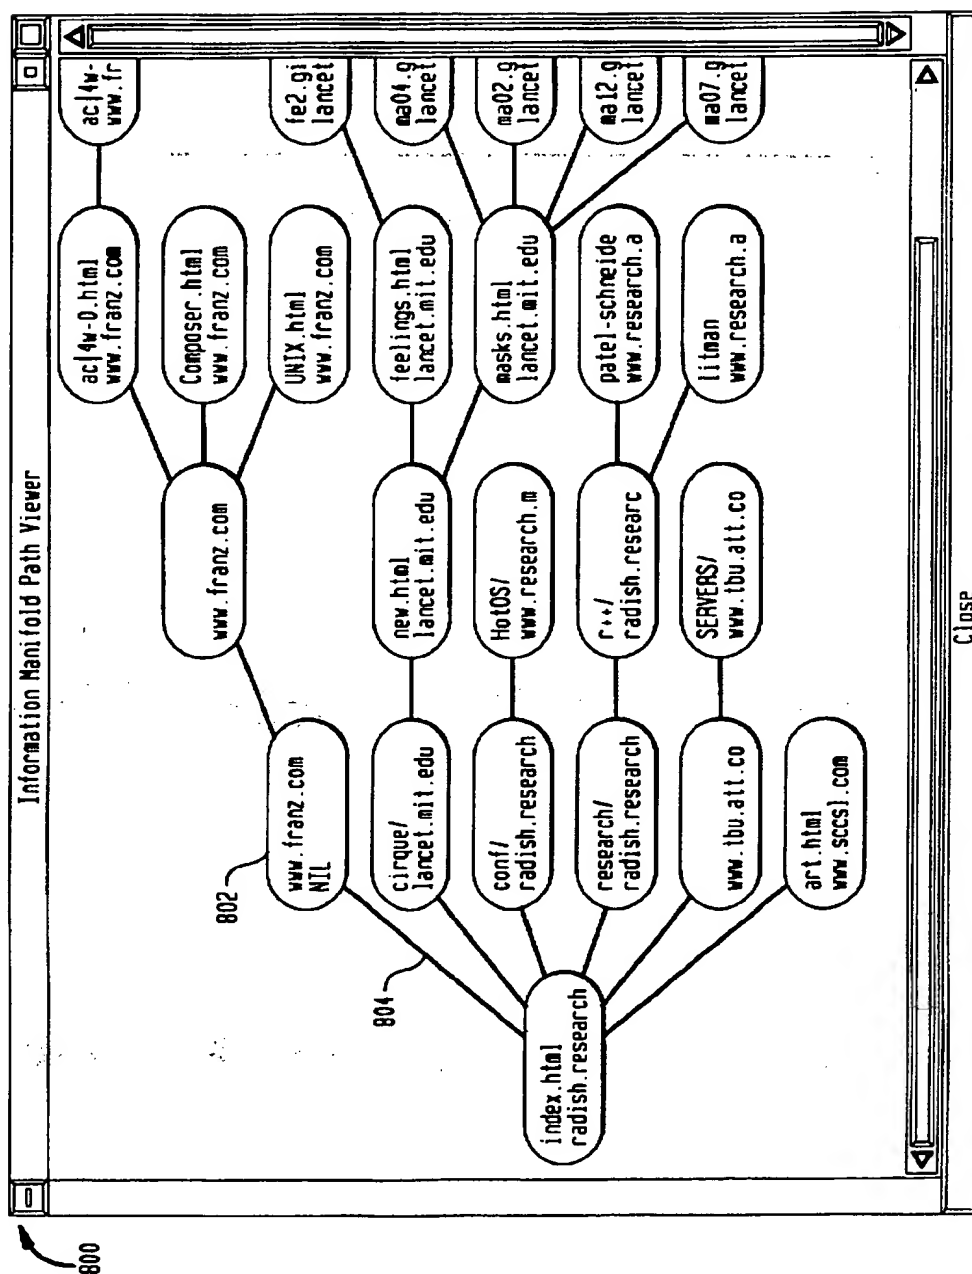 800
Information Manifold Path Viewer
802
804
index.html
radish.research
www.franz.com
NIL
cirque/
lancet.mit.edu
conf/
radish.research
research/
radish.research
www.tbu.att.co
art.html
www.sccsl.com
www.franz.com
new.html
lancet.mit.edu
HotOS/
www.research.m
r++/
radish.researc
SERVERS/
www.tbu.att.co
acl4w-0.html
www.franz.com
Composer.html
www.franz.com
UNIX.html
www.franz.com
feelings.html
lancet.mit.edu
masks.html
lancet.mit.edu
patel-schneide
www.research.a
litman
www.research.a
acl4w-
www.fr
fe2.gi
lancet
ma04.g
lancet
ma02.g
lancet
ma12.g
lancet
ma07.g
lancet
Close